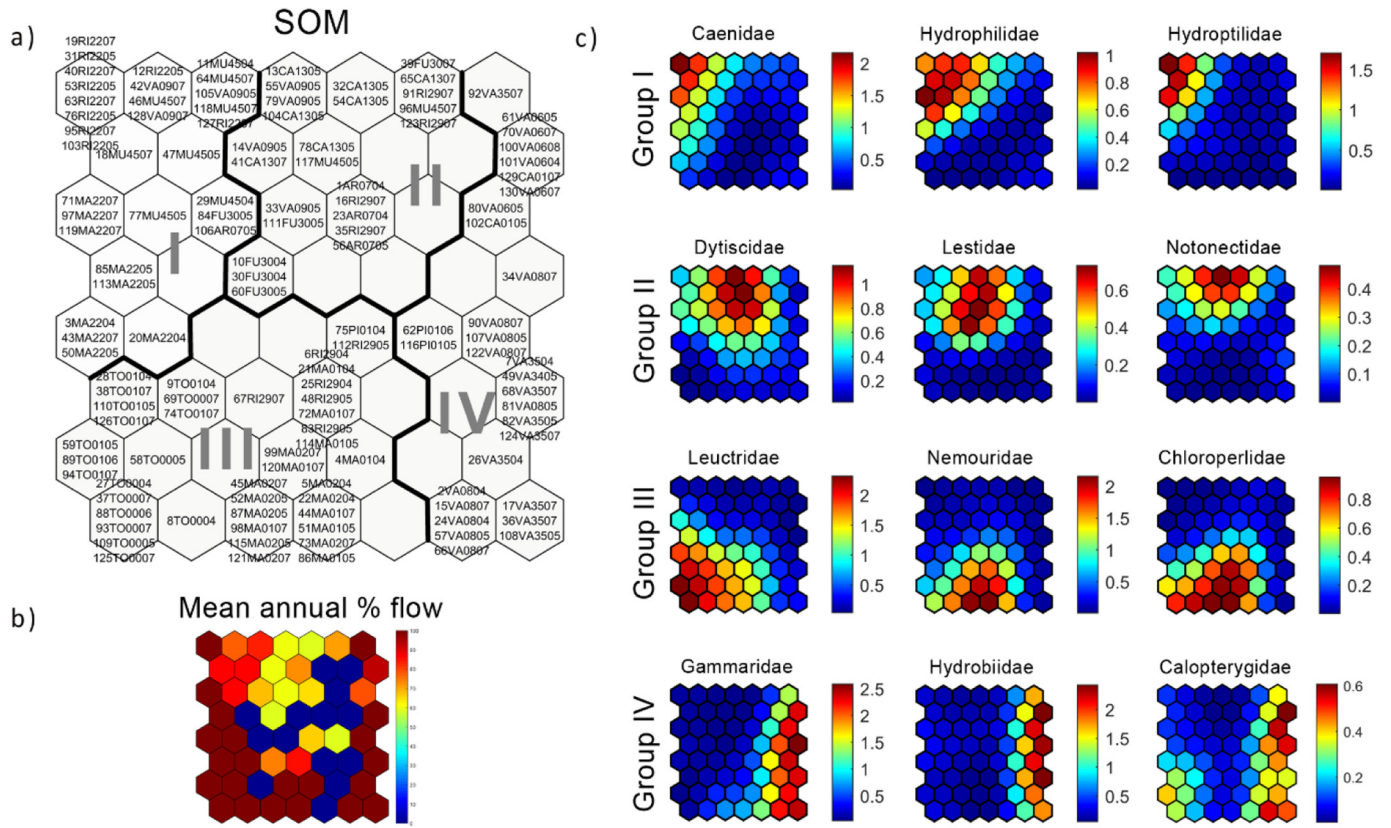 SOM
a)
19RI2207
31RI2205
40RI2207
53RI2205
63RI2207
76RI2205
95RI2207
103RI2205
12RI2205
42VA0907
46MU4507
128VA0907
11MU4504
64MU4507
105VA0905
118MU4507
127RI2207
13CA1305
55VA0905
79VA0905
104CA1305
32CA1305
54CA1305
39FU3007
65CA1307
91RI2907
96MU4507
123RI2907
92VA3507
18MU4507
47MU4505
14VA0905
41CA1307
78CA1305
117MU4505
II
61VA0605
70VA0607
100VA0608
101VA0604
129CA0107
130VA0607
71MA2207
97MA2207
119MA2207
77MU4505
29MU4504
84FU3005
106AR0705
33VA0905
111FU3005
1AR0704
16RI2907
23AR0704
35RI2907
56AR0705
80VA0605
102CA0105
I
85MA2205
113MA2205
10FU3004
30FU3004
60FU3005
34VA0807
3MA2204
43MA2207
50MA2205
20MA2204
75PI0104
112RI2905
62PI0106
116PI0105
90VA0807
107VA0805
122VA0807
28TO0104
38TO0107
110TO0105
126TO0107
9TO0104
69TO0007
74TO0107
67RI2907
6RI2904
21MA0104
25RI2904
48RI2905
72MA0107
83RI2905
114MA0105
IV
7VA3504
49VA3405
68VA3507
81VA0805
82VA3505
124VA3507
59TO0105
89TO0106
94TO0107
58TO0005
III
99MA0207
120MA0107
4MA0104
26VA3504
27TO0004
37TO0007
88TO0006
93TO0007
109TO0005
125TO0007
8TO0004
45MA0207
52MA0205
87MA0205
98MA0107
115MA0205
121MA0207
5MA0204
22MA0204
44MA0107
51MA0105
73MA0207
86MA0105
2VA0804
15VA0807
24VA0804
57VA0805
66VA0807
17VA3507
36VA3507
108VA3505
b)
Mean annual % flow
100
90
80
70
60
50
40
30
20
10
0
c)
Group I
Caenidae
2
1.5
1
0.5
Hydrophilidae
1
0.8
0.6
0.4
0.2
Hydroptilidae
1.5
1
0.5
Group II
Dytiscidae
1
0.8
0.6
0.4
0.2
Lestidae
0.6
0.4
0.2
Notonectidae
0.4
0.3
0.2
0.1
Group III
Leuctridae
2
1.5
1
0.5
Nemouridae
2
1.5
1
0.5
Chloroperlidae
0.8
0.6
0.4
0.2
Group IV
Gammaridae
2.5
2
1.5
1
0.5
Hydrobiidae
2
1.5
1
0.5
Calopterygidae
0.6
0.4
0.2